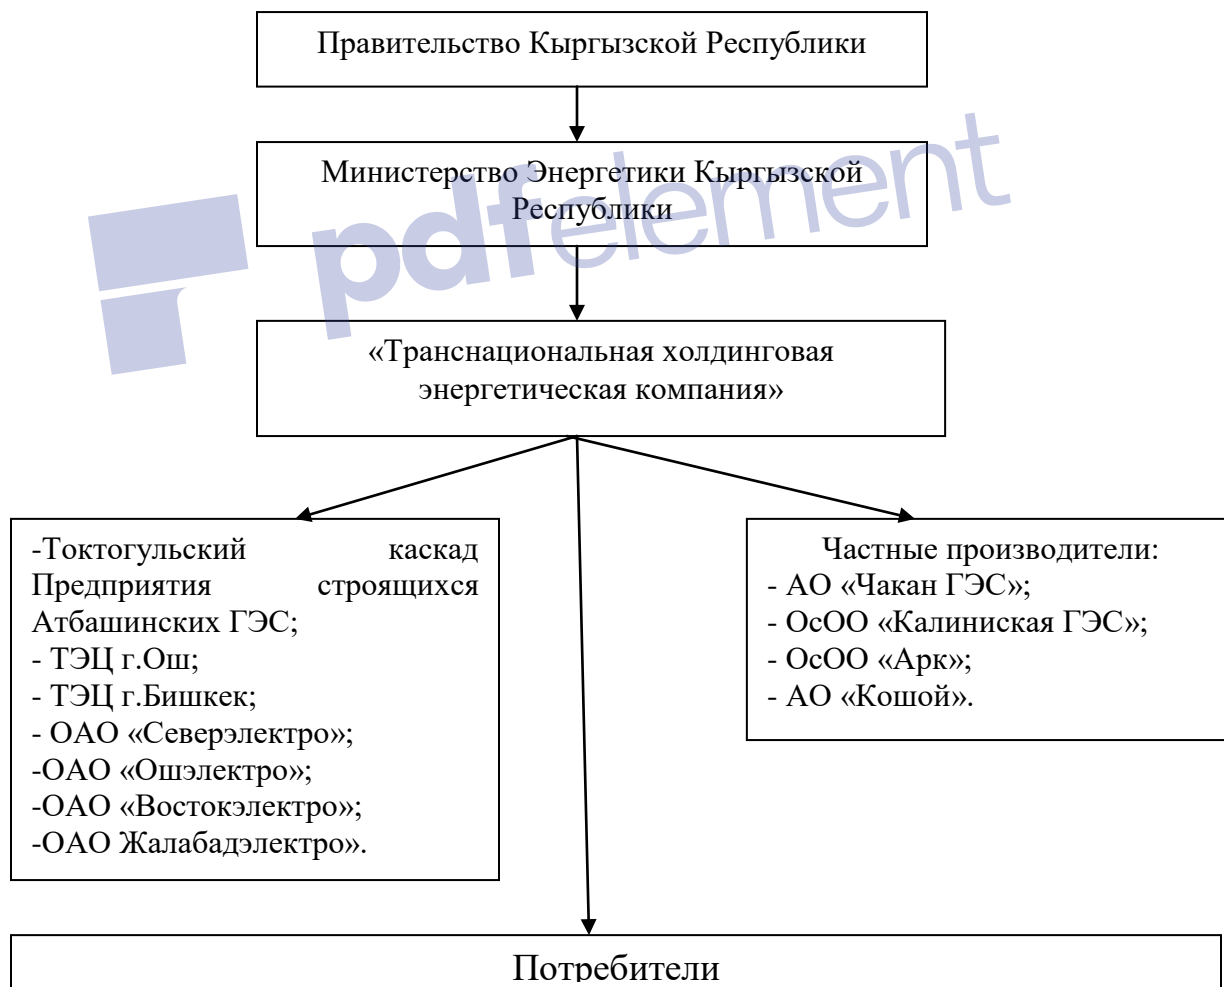 Правительство Кыргызской Республики
Министерство Энергетики Кыргызской
Республики
pdfelement
«Транснациональная холдинговая
энергетическая компания»
-Токтогульский каскад
Предприятия строящихся
Атбашинских ГЭС;
- ТЭЦ г.Ош;
- ТЭЦ г.Бишкек;
- ОАО «Северэлектро»;
-ОАО «Ошэлектро»;
-ОАО «Востокэлектро»;
-ОАО Жалабадэлектро».
Частные производители:
- АО «Чакан ГЭС»;
- ОсОО «Калиниская ГЭС»;
- ОсОО «Арк»;
- АО «Кошой».
Потребители